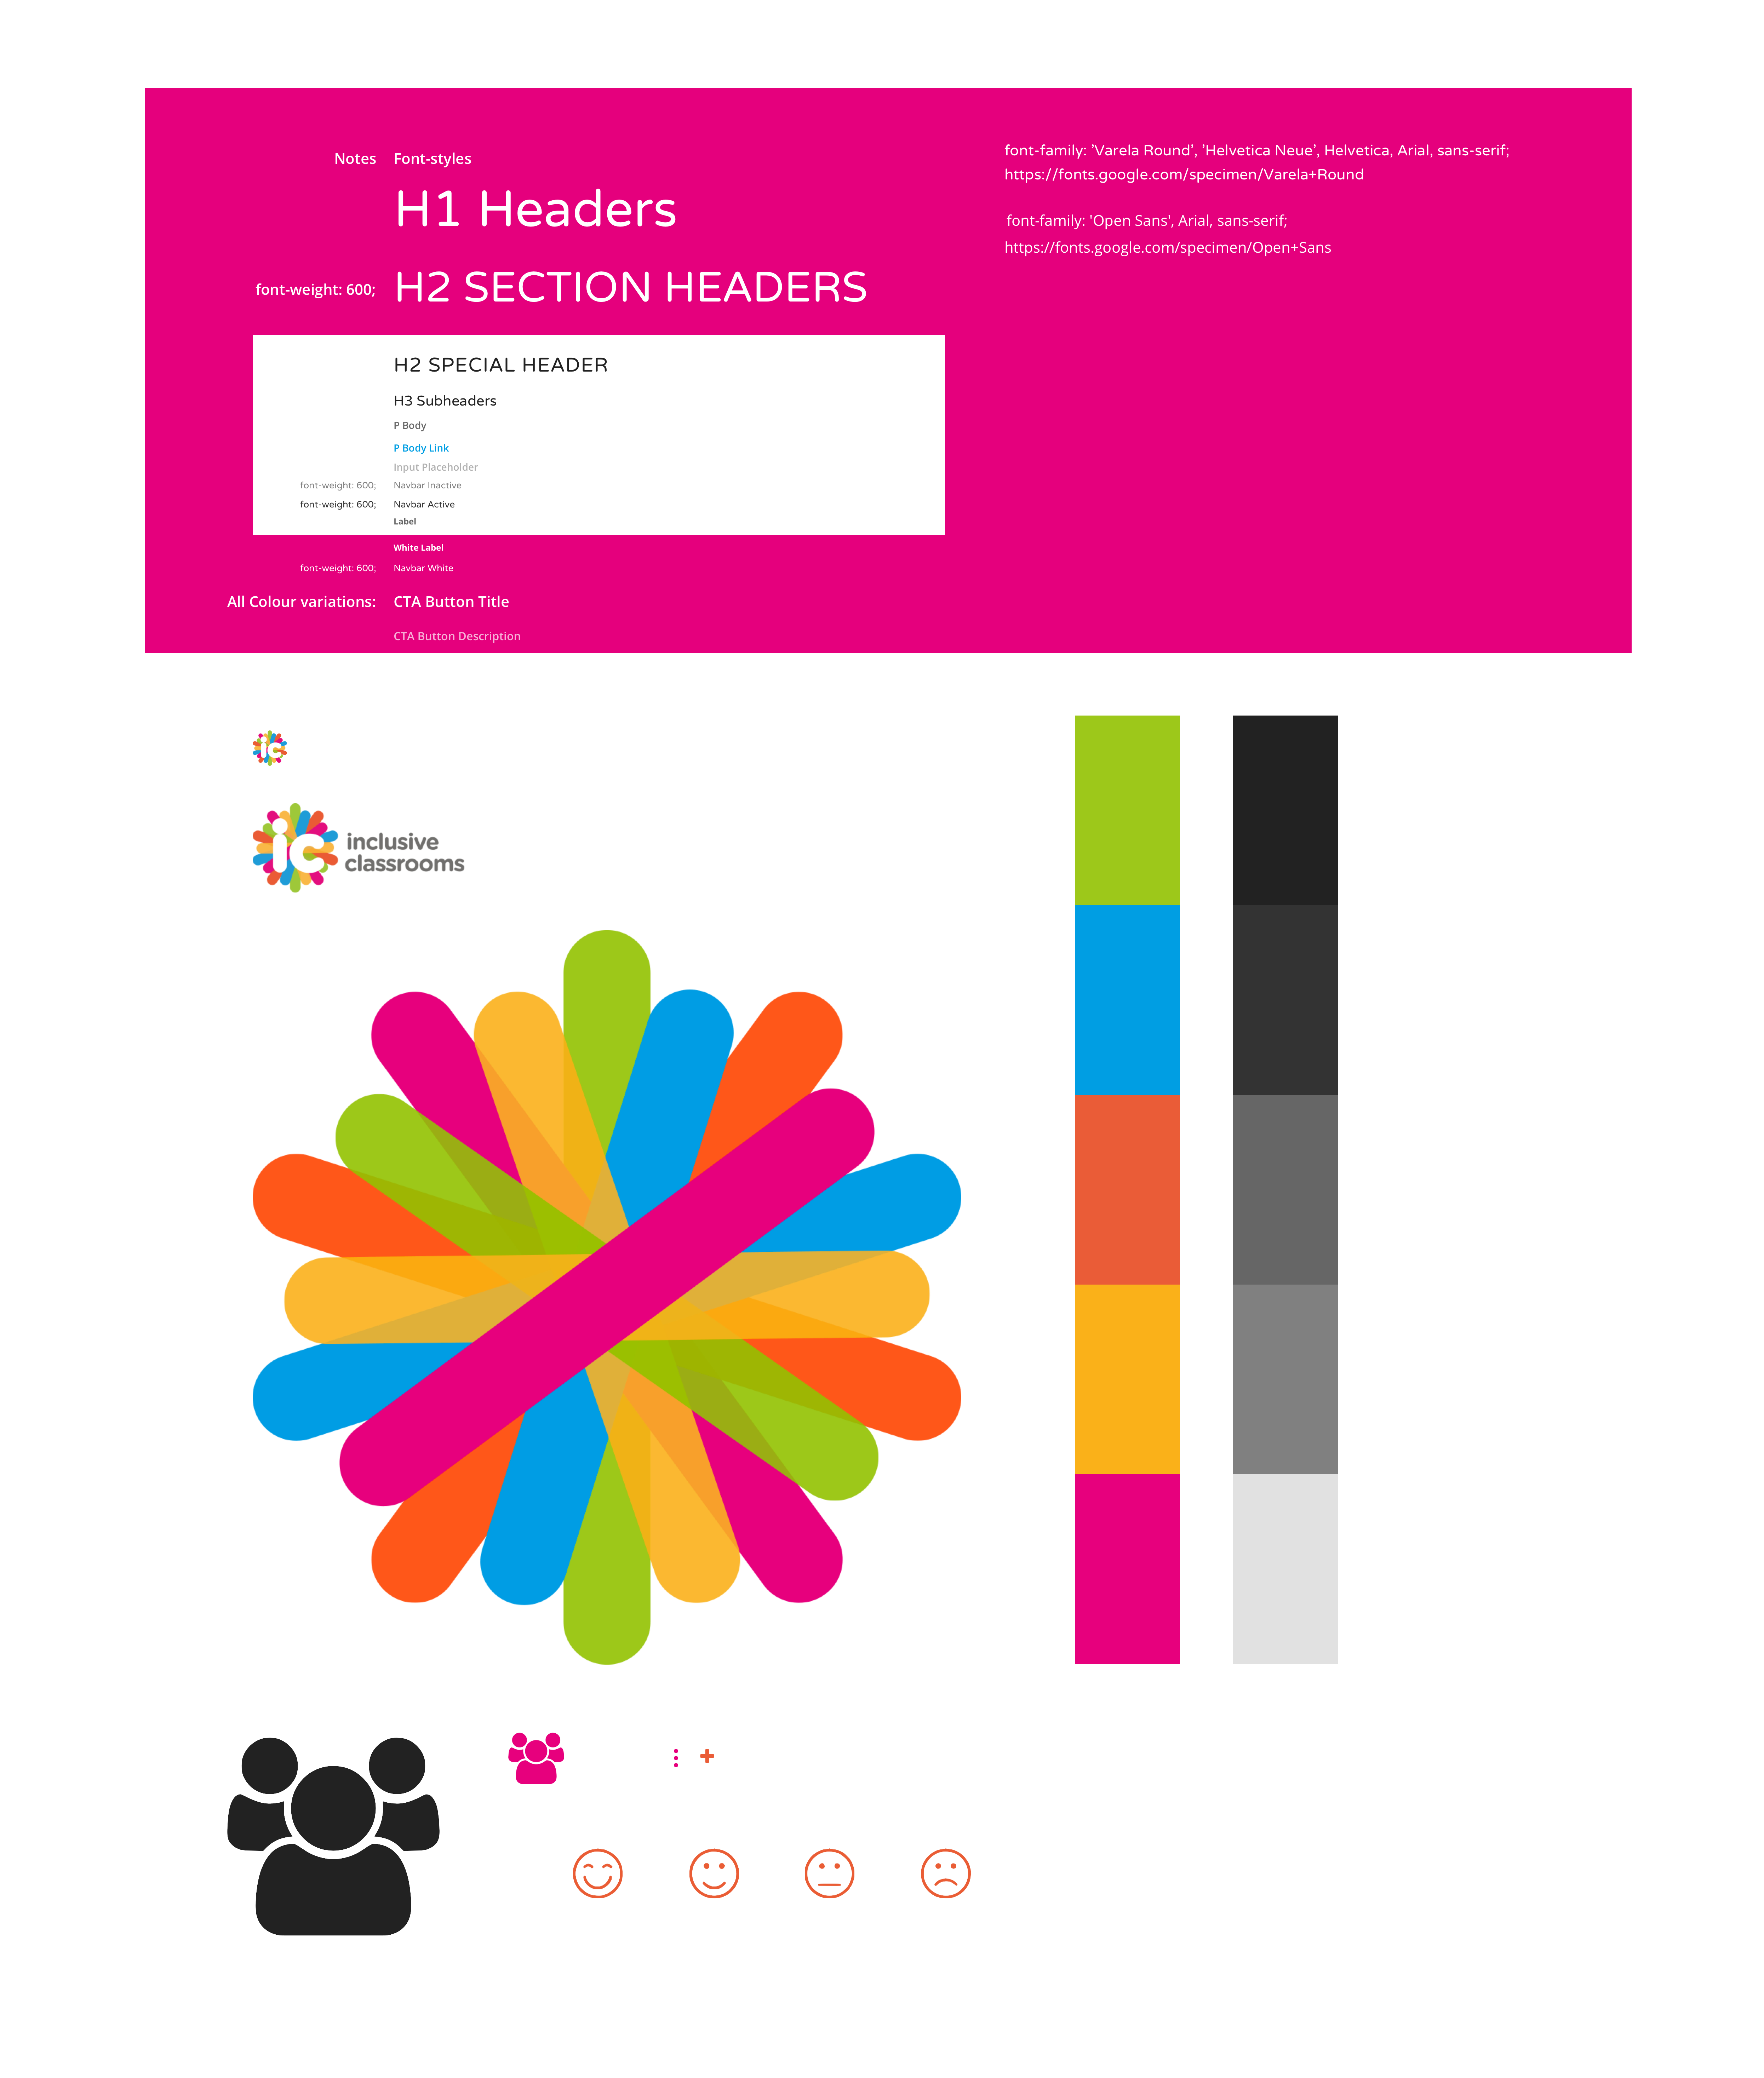 Notes Font-styles
H1 Headers
font-weight: 600; H2 SECTION HEADERS
H2 SPECIAL HEADER
H3 Subheaders
P Body
P Body Link
Input Placeholder
font-weight: 600; Navbar Inactive
font-weight: 600; Navbar Active
Label
White Label
font-weight: 600; Navbar White
All Colour variations: CTA Button Title
CTA Button Description
font-family: 'Varela Round', 'Helvetica Neue', Helvetica, Arial, sans-serif;
https://fonts.google.com/specimen/Varela+Round
font-family: 'Open Sans', Arial, sans-serif;
https://fonts.google.com/specimen/Open+Sans
ic
ic
inclusive
classrooms